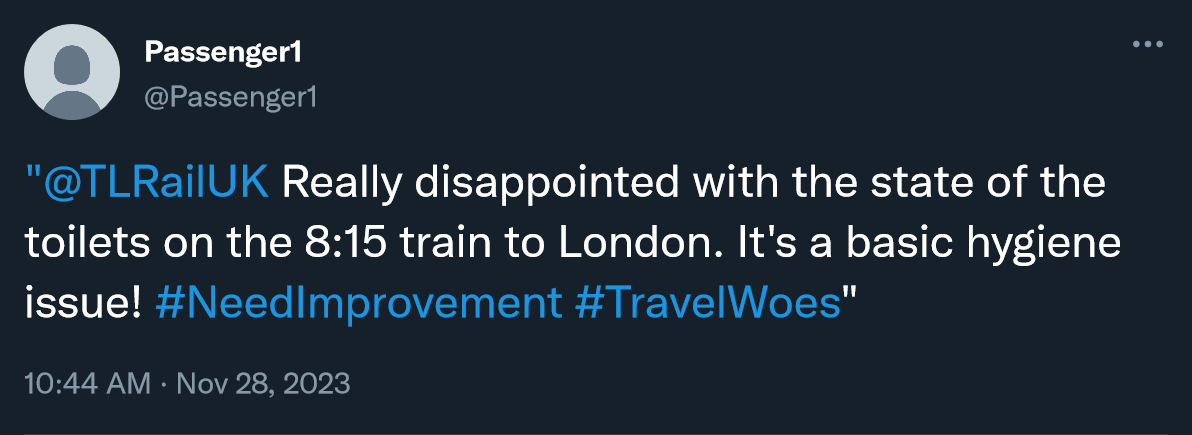 Passenger1
@Passenger1
"@TLRailUK Really disappointed with the state of the
toilets on the 8:15 train to London. It's a basic hygiene
issue! #NeedImprovement #TravelWoes"
10:44 AM · Nov 28, 2023